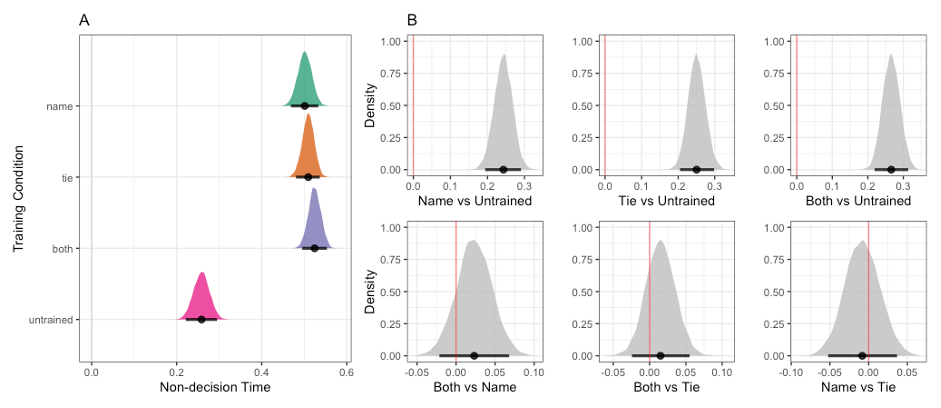 A
Training Condition
name
tie
both
untrained
0.0 0.2 0.4 0.6
Non-decision Time
B
Density
1.00
0.75
0.50
0.25
0.00
0.0 0.1 0.2 0.3
Name vs Untrained
1.00
0.75
0.50
0.25
0.00
0.0 0.1 0.2 0.3
Tie vs Untrained
1.00
0.75
0.50
0.25
0.00
0.0 0.1 0.2 0.3
Both vs Untrained
Density
1.00
0.75
0.50
0.25
0.00
-0.05 0.00 0.05 0.10
Both vs Name
1.00
0.75
0.50
0.25
0.00
-0.05 0.00 0.05 0.10
Both vs Tie
1.00
0.75
0.50
0.25
0.00
-0.10 -0.05 0.00 0.05
Name vs Tie